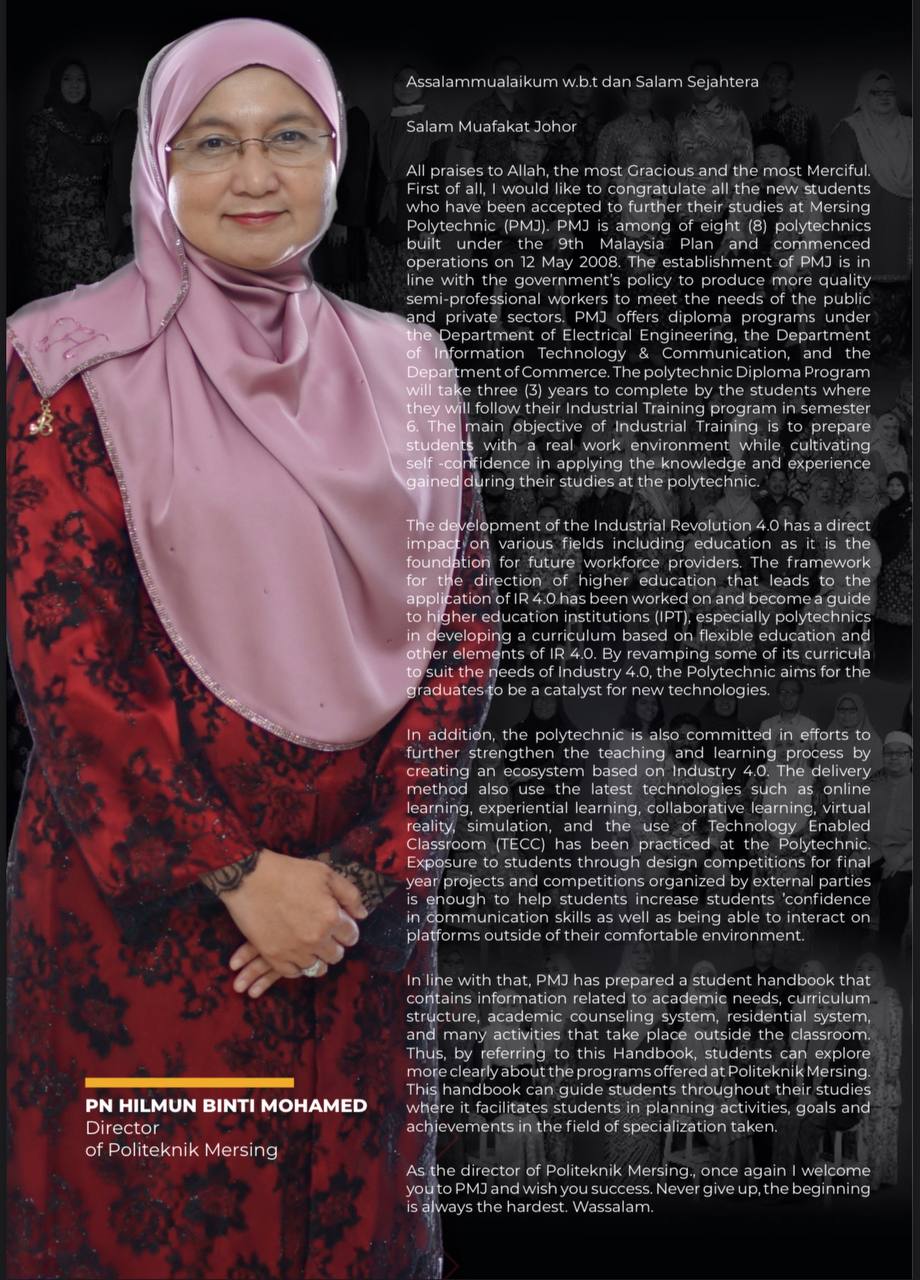 Assalammualaikum w.b.t dan Salam Sejahtera
Salam Muafakat Johor
All praises to Allah, the most Gracious and the most Merciful.
First of all, I would like to congratulate all the new students
who have been accepted to further their studies at Mersing
Polytechnic (PMJ). PMJ is among of eight (8) polytechnics
built under the 9th Malaysia Plan and commenced
operations on 12 May 2008. The establishment of PMJ is in
line with the government’s policy to produce more quality
semi-professional workers to meet the needs of the public
and private sectors. PMJ offers diploma programs under
the Department of Electrical Engineering, the Department
of Information Technology & Communication, and the
Department of Commerce. The polytechnic Diploma Program
will take three (3) years to complete by the students where
they will follow their Industrial Training program in semester
6. The main objective of Industrial Training is to prepare
students with a real work environment while cultivating
self -confidence in applying the knowledge and experience
gained during their studies at the polytechnic.
The development of the Industrial Revolution 4.0 has a direct
impact on various fields including education as it is the
foundation for future workforce providers. The framework
for the direction of higher education that leads to the
application of IR 4.0 has been worked on and become a guide
to higher education institutions (IPT), especially polytechnics
in developing a curriculum based on flexible education and
other elements of IR 4.0. By revamping some of its curricula
to suit the needs of Industry 4.0, the Polytechnic aims for the
graduates to be a catalyst for new technologies.
In addition, the polytechnic is also committed in efforts to
further strengthen the teaching and learning process by
creating an ecosystem based on Industry 4.0. The delivery
method also use the latest technologies such as online
learning, experiential learning, collaborative learning, virtual
reality, simulation, and the use of Technology Enabled
Classroom (TECC) has been practiced at the Polytechnic.
Exposure to students through design competitions for final
year projects and competitions organized by external parties
is enough to help students increase students 'confidence
in communication skills as well as being able to interact on
platforms outside of their comfortable environment.
In line with that, PMJ has prepared a student handbook that
contains information related to academic needs, curriculum
structure, academic counseling system, residential system,
and many activities that take place outside the classroom.
Thus, by referring to this Handbook, students can explore
more clearly about the programs offered at Politeknik Mersing.
This handbook can guide students throughout their studies
where it facilitates students in planning activities, goals and
achievements in the field of specialization taken.
As the director of Politeknik Mersing., once again I welcome
you to PMJ and wish you success. Never give up, the beginning
is always the hardest. Wassalam.
PN HILMUN BINTI MOHAMED
Director
of Politeknik Mersing